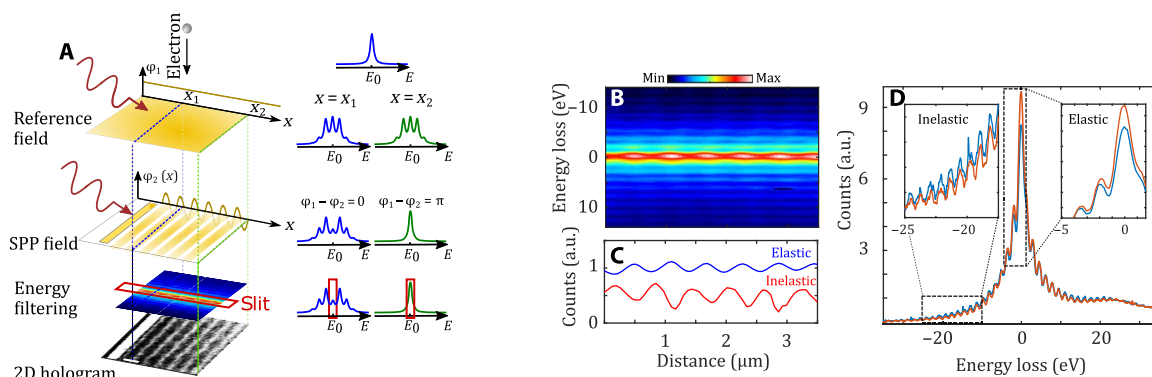 A
Electron
φ₁
x₁
x₂
x
Reference
field
E₀
E
x = x₁
x = x₂
E₀
E
E₀
E
φ₂ (x)
x
SPP field
φ₁ − φ₂ = 0
φ₁ − φ₂ = π
E₀
E
E₀
E
Energy
filtering
Slit
E₀
E
E₀
E
2D hologram
Min
Max
B
Energy loss (eV)
−10
0
10
C
Counts (a.u.)
1
0
Elastic
Inelastic
1
2
3
Distance (μm)
D
Counts (a.u.)
9
6
3
Inelastic
−25
−20
Elastic
−5
0
−20
0
20
Energy loss (eV)